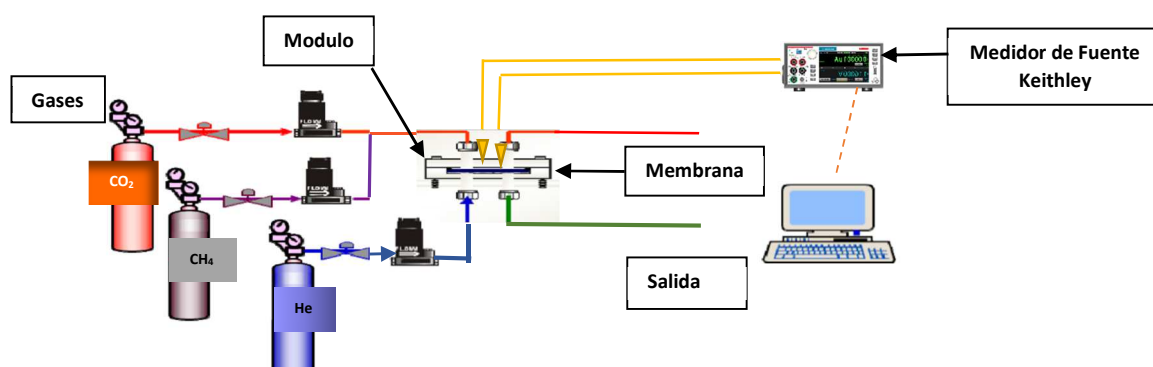 Modulo
Medidor de Fuente
Keithley
Gases
CO₂
Membrana
CH₄
Salida
He